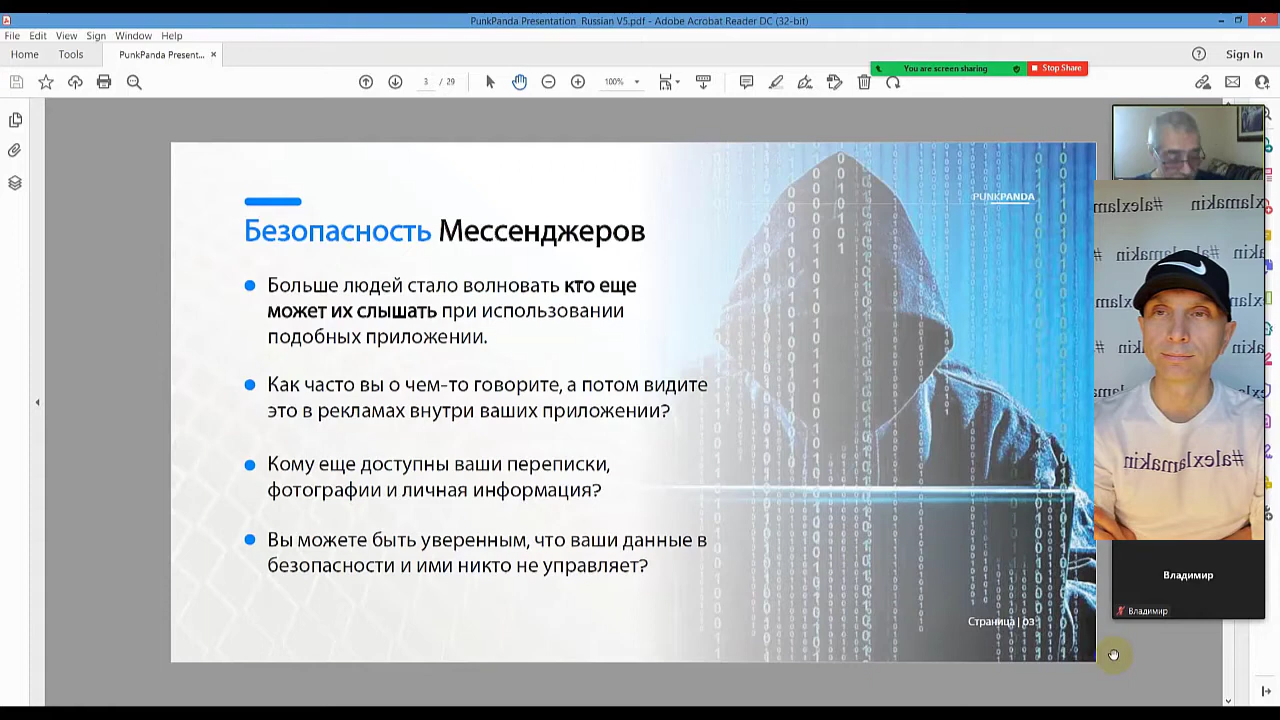 PunkPanda Presentation Russian V5.pdf - Adobe Acrobat Reader DC (32-bit)
File Edit View Sign Window Help
Home Tools PunkPanda Present... × Sign In
You are screen sharing Stop Share
3 / 29 100%
PUNKPANDA
Безопасность Мессенджеров
Больше людей стало волновать кто еще
может их слышать при использовании
подобных приложении.
Как часто вы о чем-то говорите, а потом видите
это в рекламах внутри ваших приложении?
Кому еще доступны ваши переписки,
фотографии и личная информация?
Вы можете быть уверенным, что ваши данные в
безопасности и ими никто не управляет?
Страница | 03
#alexlamakin
#alexlamakin
Владимир
Владимир